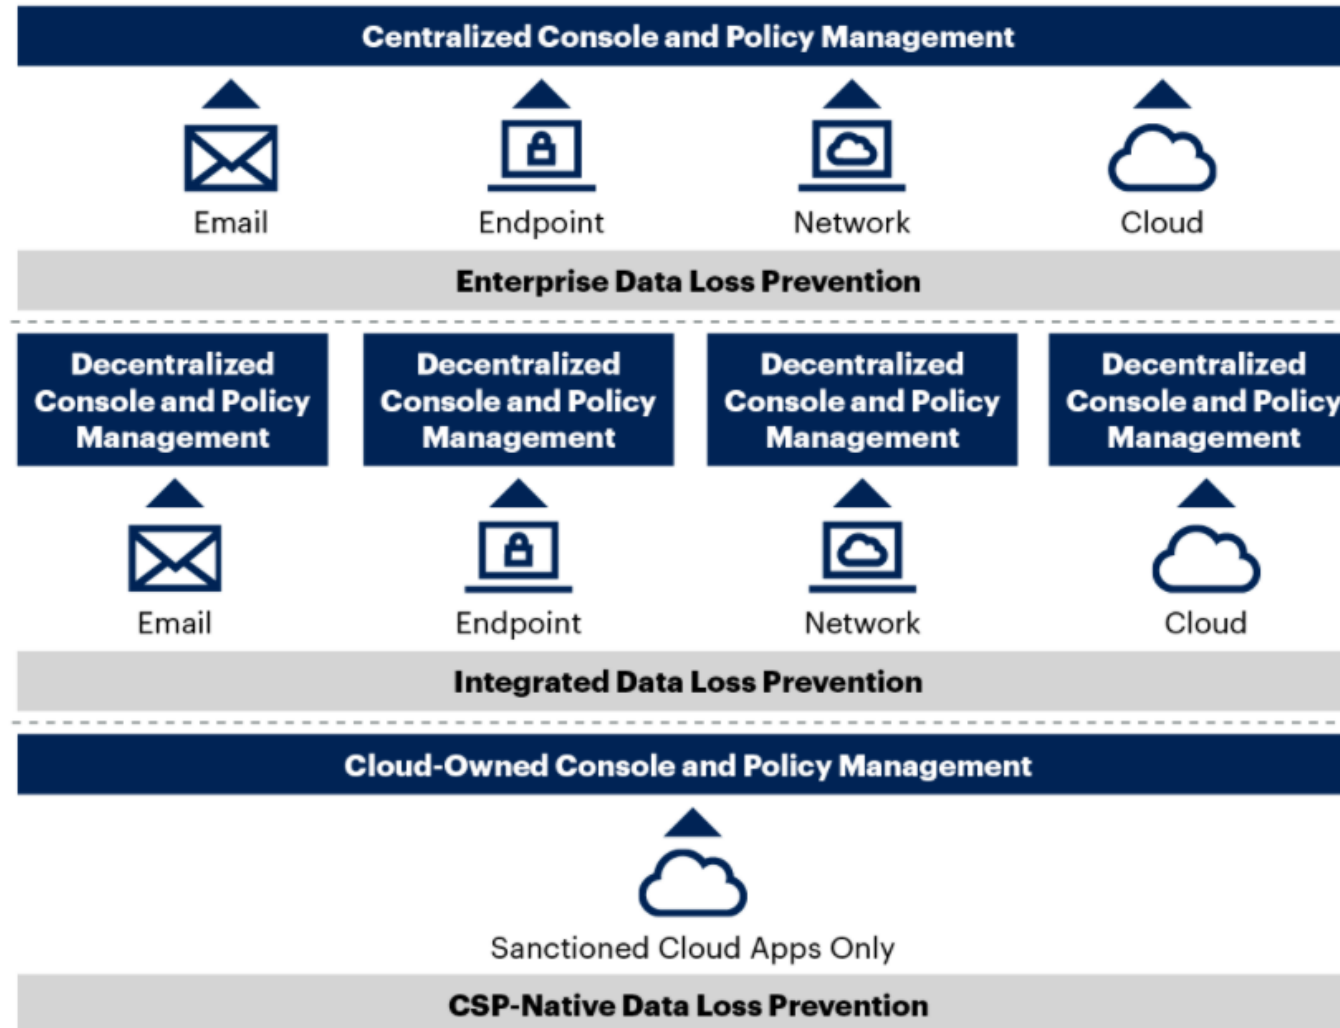 Centralized Console and Policy Management
Email
Endpoint
Network
Cloud
Enterprise Data Loss Prevention
Decentralized
Console and Policy
Management
Decentralized
Console and Policy
Management
Decentralized
Console and Policy
Management
Decentralized
Console and Policy
Management
Email
Endpoint
Network
Cloud
Integrated Data Loss Prevention
Cloud-Owned Console and Policy Management
Sanctioned Cloud Apps Only
CSP-Native Data Loss Prevention